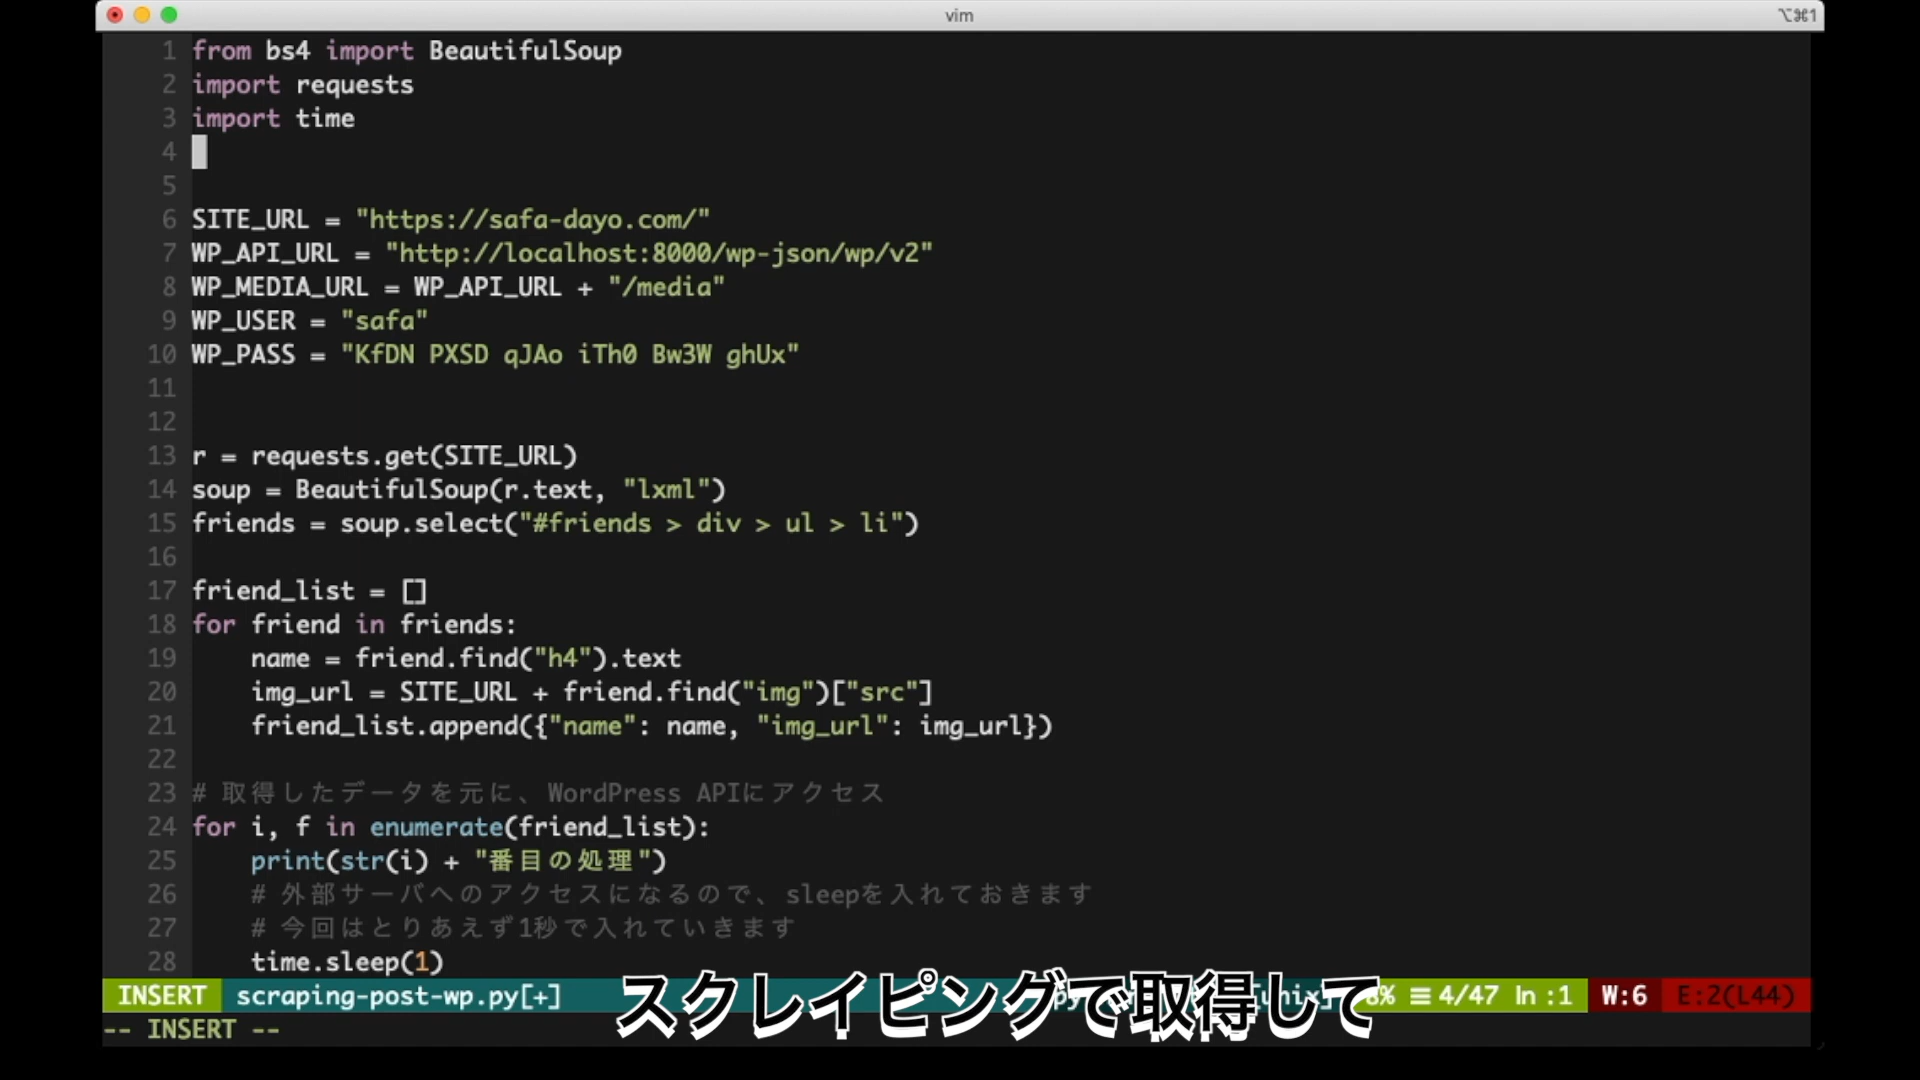 vim
⌥⌘1
1 from bs4 import BeautifulSoup
2 import requests
3 import time
4
5
6 SITE_URL = "https://safa-dayo.com/"
7 WP_API_URL = "http://localhost:8000/wp-json/wp/v2"
8 WP_MEDIA_URL = WP_API_URL + "/media"
9 WP_USER = "safa"
10 WP_PASS = "KfDN PXSD qJAo iTh0 Bw3W ghUx"
11
12
13 r = requests.get(SITE_URL)
14 soup = BeautifulSoup(r.text, "lxml")
15 friends = soup.select("#friends > div > ul > li")
16
17 friend_list = []
18 for friend in friends:
19     name = friend.find("h4").text
20     img_url = SITE_URL + friend.find("img")["src"]
21     friend_list.append({"name": name, "img_url": img_url})
22
23 # 取得したデータを元に、WordPress APIにアクセス
24 for i, f in enumerate(friend_list):
25     print(str(i) + "番目の処理")
26     # 外部サーバへのアクセスになるので、sleepを入れておきます
27     # 今回はとりあえず1秒で入れていきます
28     time.sleep(1)
INSERT scraping-post-wp.py[+] 8% ☰ 4/47 ln :1 W:6 E:2(L44)
スクレイピングで取得して
-- INSERT --